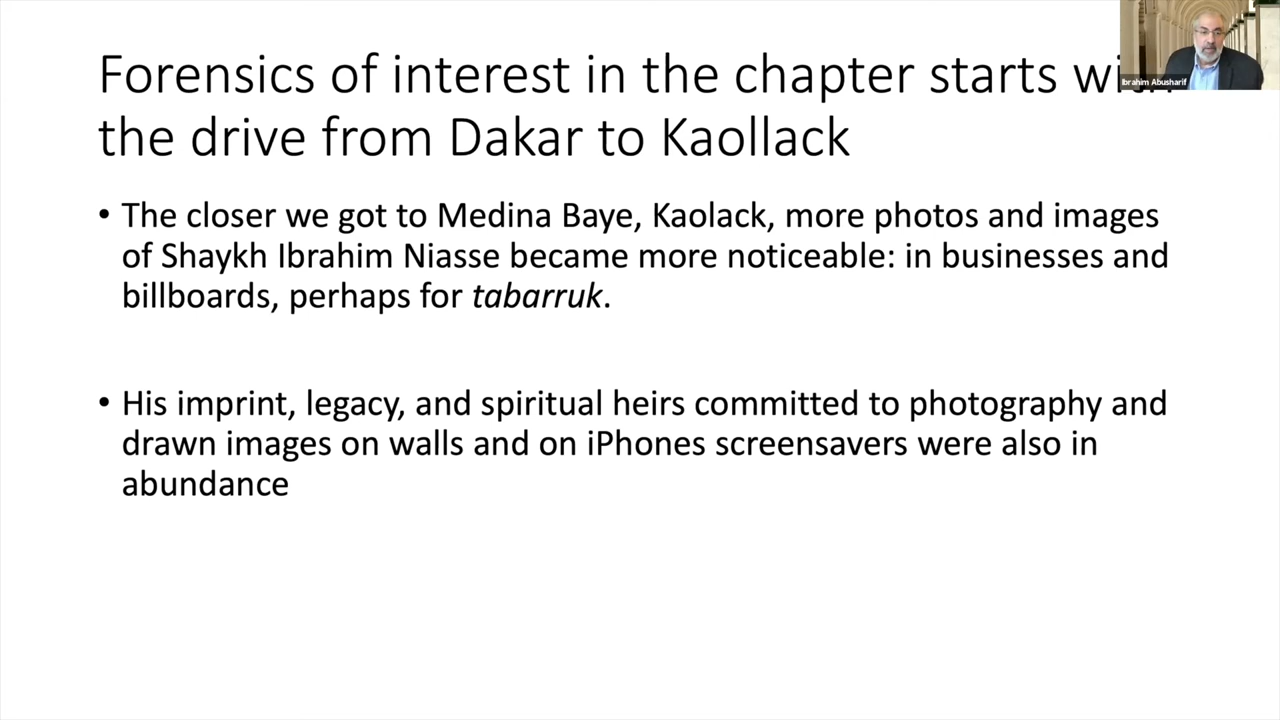 Forensics of interest in the chapter starts with
the drive from Dakar to Kaollack
• The closer we got to Medina Baye, Kaolack, more photos and images
of Shaykh Ibrahim Niasse became more noticeable: in businesses and
billboards, perhaps for tabarruk.
• His imprint, legacy, and spiritual heirs committed to photography and
drawn images on walls and on iPhones screensavers were also in
abundance
Ibrahim Abusharif